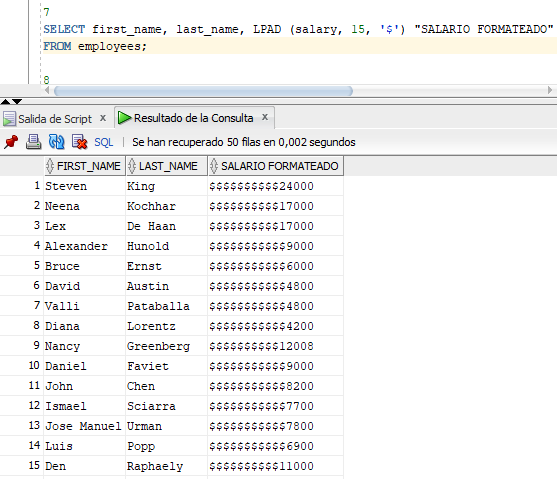 7
SELECT first_name, last_name, LPAD (salary, 15, '$') "SALARIO FORMATEADO"
FROM employees;
8
Salida de Script x Resultado de la Consulta x
SQL | Se han recuperado 50 filas en 0,002 segundos
FIRST_NAME LAST_NAME SALARIO FORMATEADO
1 Steven King $$$$$$$$$$24000
2 Neena Kochhar $$$$$$$$$$17000
3 Lex De Haan $$$$$$$$$$17000
4 Alexander Hunold $$$$$$$$$$$9000
5 Bruce Ernst $$$$$$$$$$$6000
6 David Austin $$$$$$$$$$$4800
7 Valli Pataballa $$$$$$$$$$$4800
8 Diana Lorentz $$$$$$$$$$$4200
9 Nancy Greenberg $$$$$$$$$$12008
10 Daniel Faviet $$$$$$$$$$$9000
11 John Chen $$$$$$$$$$$8200
12 Ismael Sciarra $$$$$$$$$$$7700
13 Jose Manuel Urman $$$$$$$$$$$7800
14 Luis Popp $$$$$$$$$$$6900
15 Den Raphaely $$$$$$$$$$11000